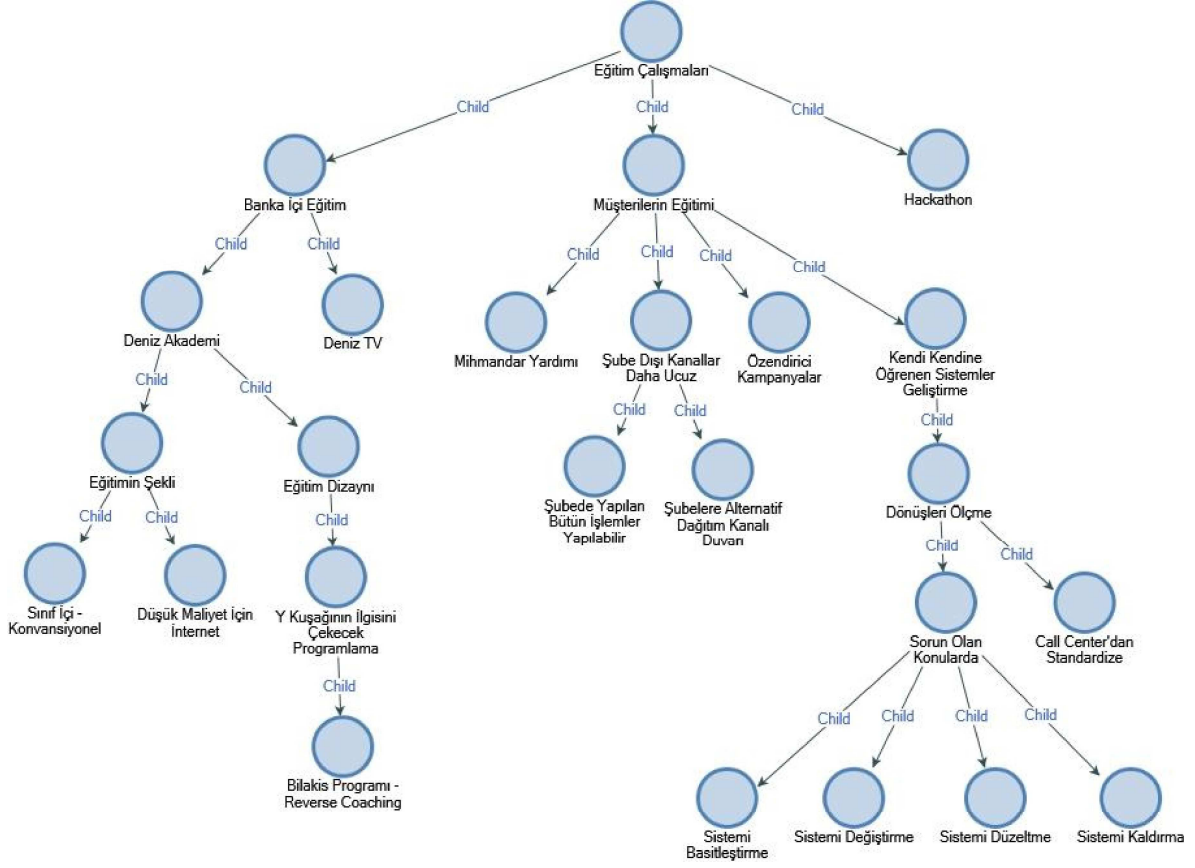 Eğitim Çalışmaları
Child
Child
Child
Banka İçi Eğitim
Müşterilerin Eğitimi
Hackathon
Child
Child
Child
Child
Child
Child
Deniz Akademi
Deniz TV
Mihmandar Yardımı
Şube Dışı Kanallar
Daha Ucuz
Özendirici
Kampanyalar
Kendi Kendine
Öğrenen Sistemler
Geliştirme
Child
Child
Child
Child
Child
Eğitimin Şekli
Eğitim Dizaynı
Şubede Yapılan
Bütün İşlemler
Yapılabilir
Şubelere Alternatif
Dağıtım Kanalı
Duvarı
Dönüşleri Ölçme
Child
Child
Child
Child
Child
Sınıf İçi -
Konvansiyonel
Düşük Maliyet İçin
İnternet
Y Kuşağının İlgisini
Çekecek
Programlama
Sorun Olan
Konularda
Call Center'dan
Standardize
Child
Child
Child
Child
Child
Bilakis Programı -
Reverse Coaching
Sistemi
Basitleştirme
Sistemi Değiştirme
Sistemi Düzeltme
Sistemi Kaldırma